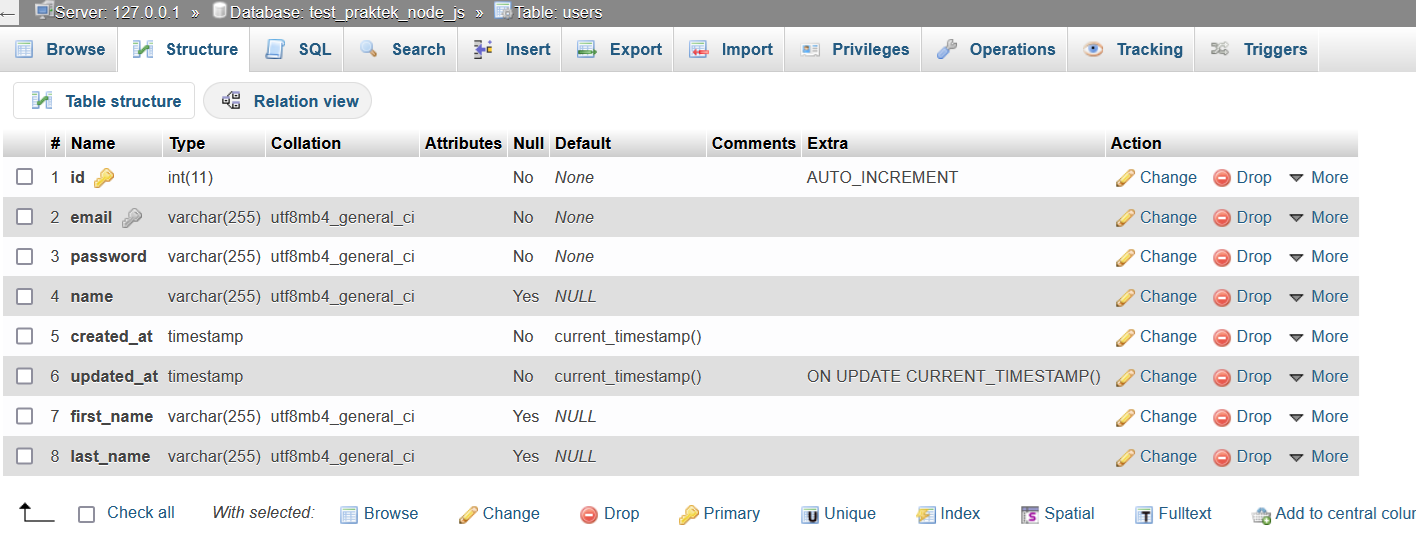 Server: 127.0.0.1 » Database: test_praktek_node_js » Table: users
Browse Structure SQL Search Insert Export Import Privileges Operations Tracking Triggers
Table structure Relation view
# Name Type Collation Attributes Null Default Comments Extra Action
1 id int(11) No None AUTO_INCREMENT Change Drop More
2 email varchar(255) utf8mb4_general_ci No None Change Drop More
3 password varchar(255) utf8mb4_general_ci No None Change Drop More
4 name varchar(255) utf8mb4_general_ci Yes NULL Change Drop More
5 created_at timestamp No current_timestamp() Change Drop More
6 updated_at timestamp No current_timestamp() ON UPDATE CURRENT_TIMESTAMP() Change Drop More
7 first_name varchar(255) utf8mb4_general_ci Yes NULL Change Drop More
8 last_name varchar(255) utf8mb4_general_ci Yes NULL Change Drop More
Check all With selected: Browse Change Drop Primary Unique Index Spatial Fulltext Add to central colu